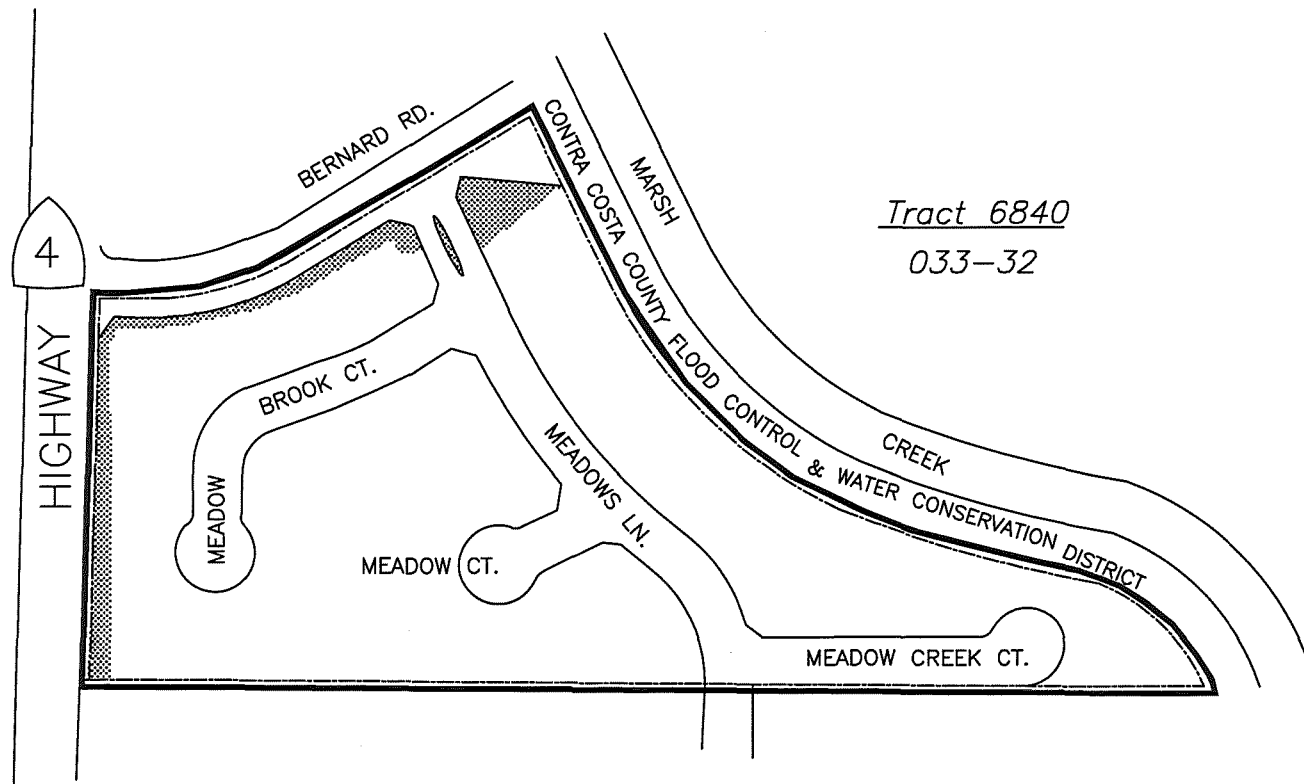 BERNARD RD.
CONTRA COSTA COUNTY FLOOD CONTROL & WATER CONSERVATION DISTRICT
MARSH
CREEK
Tract 6840
033-32
4
HIGHWAY
BROOK CT.
MEADOW
MEADOWS LN.
MEADOW CT.
MEADOW CREEK CT.